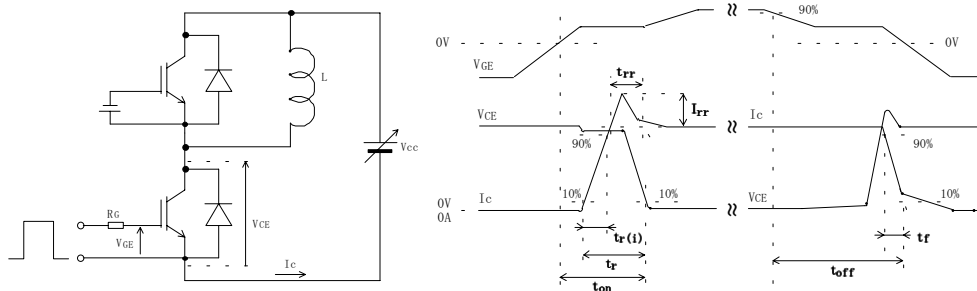 L
Vcc
RG
VGE
VCE
Ic
0V
VGE
90%
0V
trr
Irr
VCE
90%
Ic
10%
10%
0V
0A
tr(i)
tr
ton
Ic
90%
VCE
10%
tf
toff